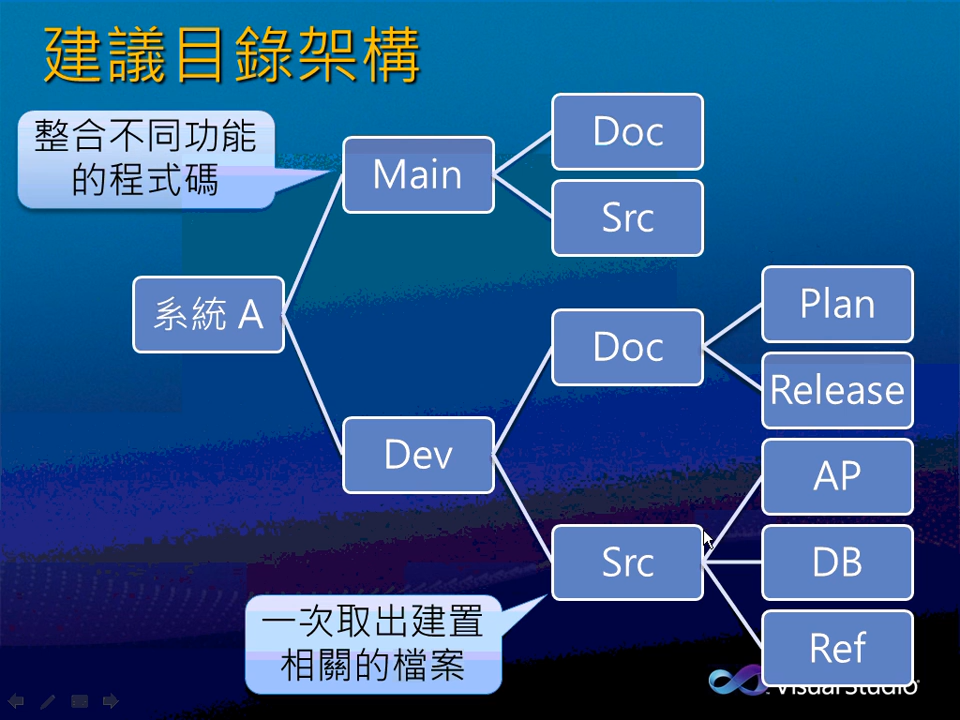 建議目錄架構
整合不同功能
的程式碼
Main
Doc
Src
系統 A
Dev
Doc
Plan
Release
Src
AP
DB
Ref
一次取出建置
相關的檔案
Visual Studio